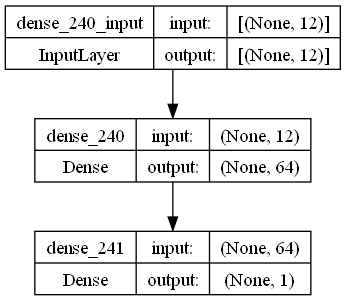 dense_240_input input: [(None, 12)]
InputLayer output: [(None, 12)]
dense_240 input: (None, 12)
Dense output: (None, 64)
dense_241 input: (None, 64)
Dense output: (None, 1)